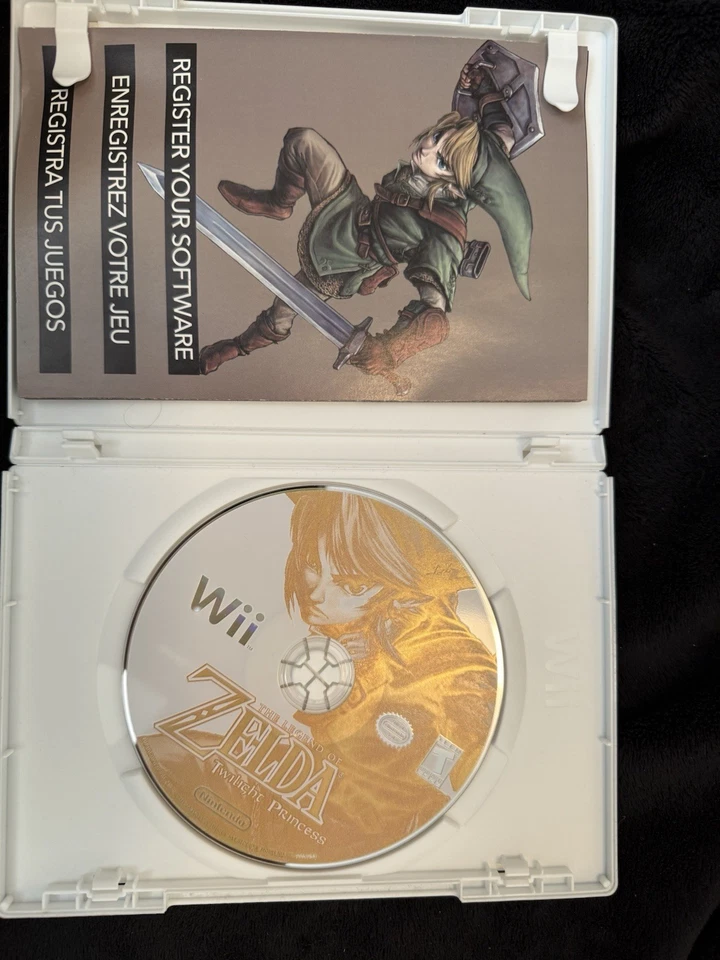 REGISTER YOUR SOFTWARE
ENREGISTREZ VOTRE JEU
REGISTRA TUS JUEGOS
Wii
Wii
THE LEGEND OF
ZELDA
Twilight Princess
Nintendo
T